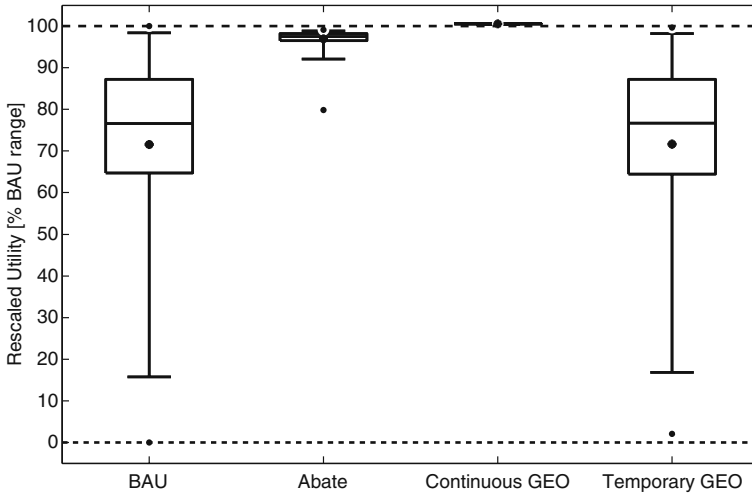 Rescaled Utility [% BAU range]
100
90
80
70
60
50
40
30
20
10
0
BAU
Abate
Continuous GEO
Temporary GEO